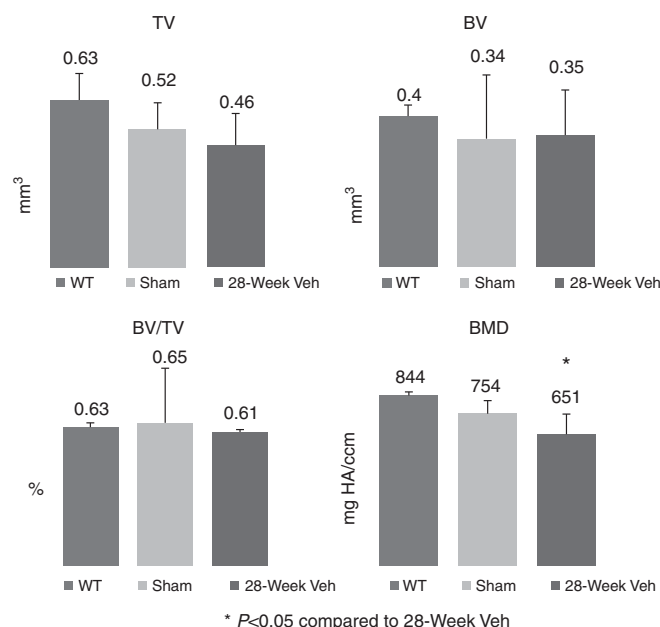 TV
0.63
0.52
0.46
mm³
WT Sham 28-Week Veh
BV
0.4
0.34
0.35
mm³
WT Sham 28-Week Veh
BV/TV
0.63
0.65
0.61
%
WT Sham 28-Week Veh
BMD
844
754
*
651
mg HA/ccm
WT Sham 28-Week Veh
* P<0.05 compared to 28-Week Veh